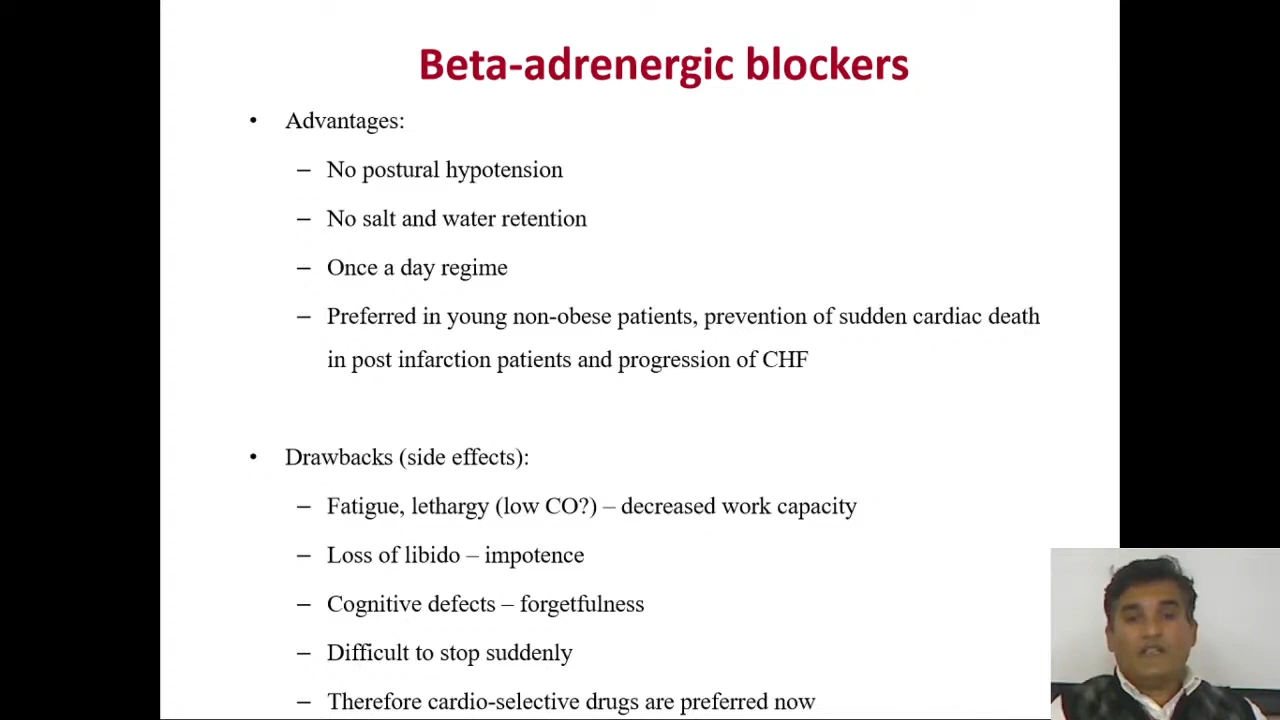 Beta-adrenergic blockers
• Advantages:
– No postural hypotension
– No salt and water retention
– Once a day regime
– Preferred in young non-obese patients, prevention of sudden cardiac death
in post infarction patients and progression of CHF
• Drawbacks (side effects):
– Fatigue, lethargy (low CO?) – decreased work capacity
– Loss of libido – impotence
– Cognitive defects – forgetfulness
– Difficult to stop suddenly
– Therefore cardio-selective drugs are preferred now